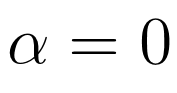 α = 0